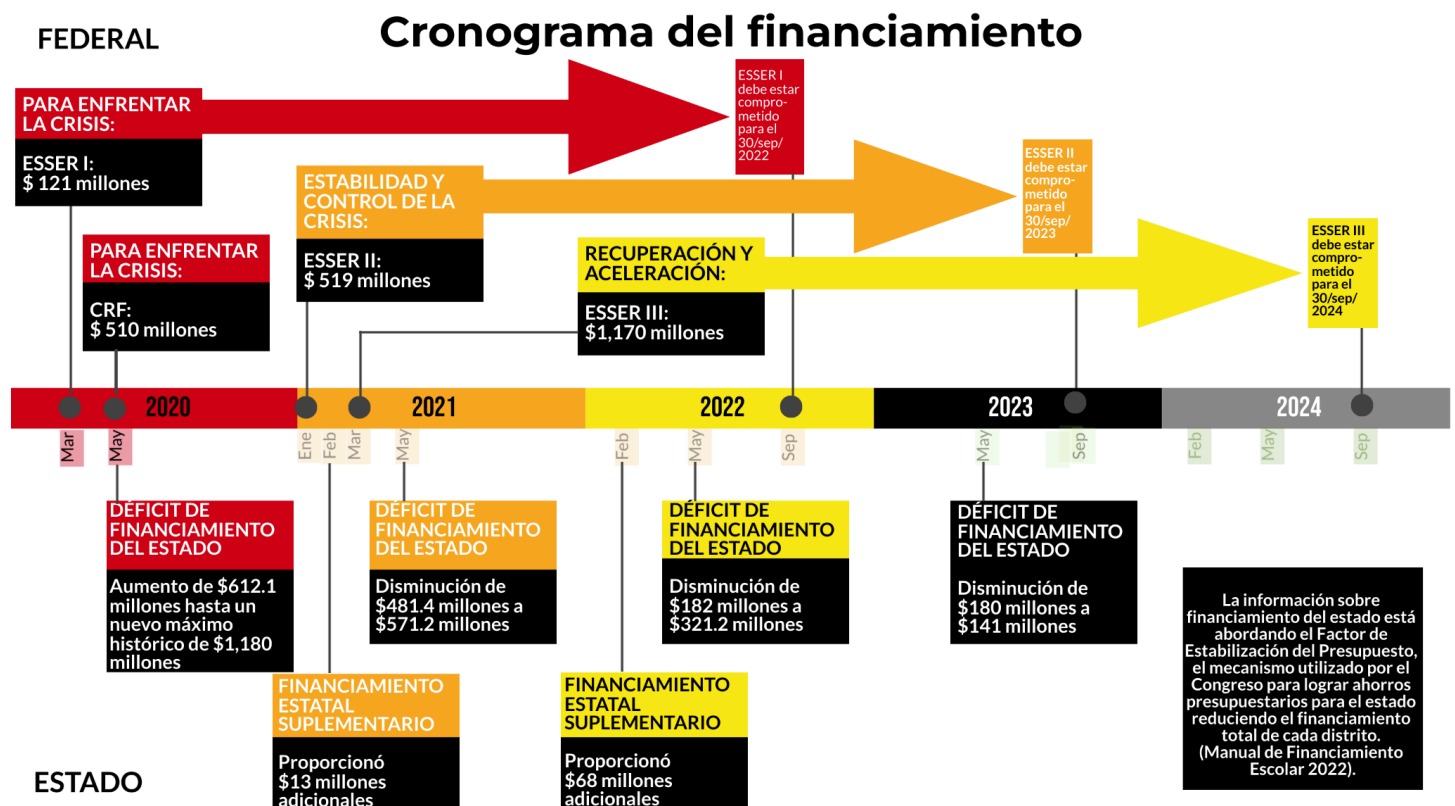 Cronograma del financiamiento
FEDERAL
PARA ENFRENTAR
LA CRISIS:
ESSER I:
$ 121 millones
ESSER I
debe estar
compro-
metido
para el
30/sep/
2022
PARA ENFRENTAR
LA CRISIS:
CRF:
$ 510 millones
ESTABILIDAD Y
CONTROL DE LA
CRISIS:
ESSER II:
$ 519 millones
ESSER II
debe estar
compro-
metido
para el
30/sep/
2023
RECUPERACIÓN Y
ACELERACIÓN:
ESSER III:
$1,170 millones
ESSER III
debe estar
compro-
metido
para el
30/sep/
2024
2020
2021
2022
2023
2024
Mar
May
Ene
Feb
Mar
May
Feb
May
Sep
May
Sep
Feb
May
Sep
DÉFICIT DE
FINANCIAMIENTO
DEL ESTADO
Aumento de $612.1
millones hasta un
nuevo máximo
histórico de $1,180
millones
DÉFICIT DE
FINANCIAMIENTO
DEL ESTADO
Disminución de
$481.4 millones a
$571.2 millones
DÉFICIT DE
FINANCIAMIENTO
DEL ESTADO
Disminución de
$182 millones a
$321.2 millones
DÉFICIT DE
FINANCIAMIENTO
DEL ESTADO
Disminución de
$180 millones a
$141 millones
FINANCIAMIENTO
ESTATAL
SUPLEMENTARIO
Proporcionó
$13 millones
adicionales
FINANCIAMIENTO
ESTATAL
SUPLEMENTARIO
Proporcionó
$68 millones
adicionales
La información sobre
financiamiento del estado está
abordando el Factor de
Estabilización del Presupuesto,
el mecanismo utilizado por el
Congreso para lograr ahorros
presupuestarios para el estado
reduciendo el financiamiento
total de cada distrito.
(Manual de Financiamiento
Escolar 2022).
ESTADO